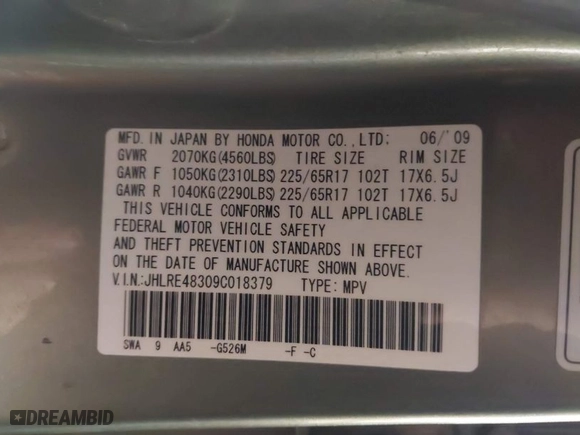 MFD. IN JAPAN BY HONDA MOTOR CO., LTD: 06/'09
GVWR 2070KG(4560LBS) TIRE SIZE RIM SIZE
GAWR F 1050KG(2310LBS) 225/65R17 102T 17X6.5J
GAWR R 1040KG(2290LBS) 225/65R17 102T 17X6.5J
THIS VEHICLE CONFORMS TO ALL APPLICABLE
FEDERAL MOTOR VEHICLE SAFETY
AND THEFT PREVENTION STANDARDS IN EFFECT
ON THE DATE OF MANUFACTURE SHOWN ABOVE.
V.I.N:JHLRE48309C018379 TYPE: MPV
SWA 9 AA5 -G526M -F -C
DREAMBID